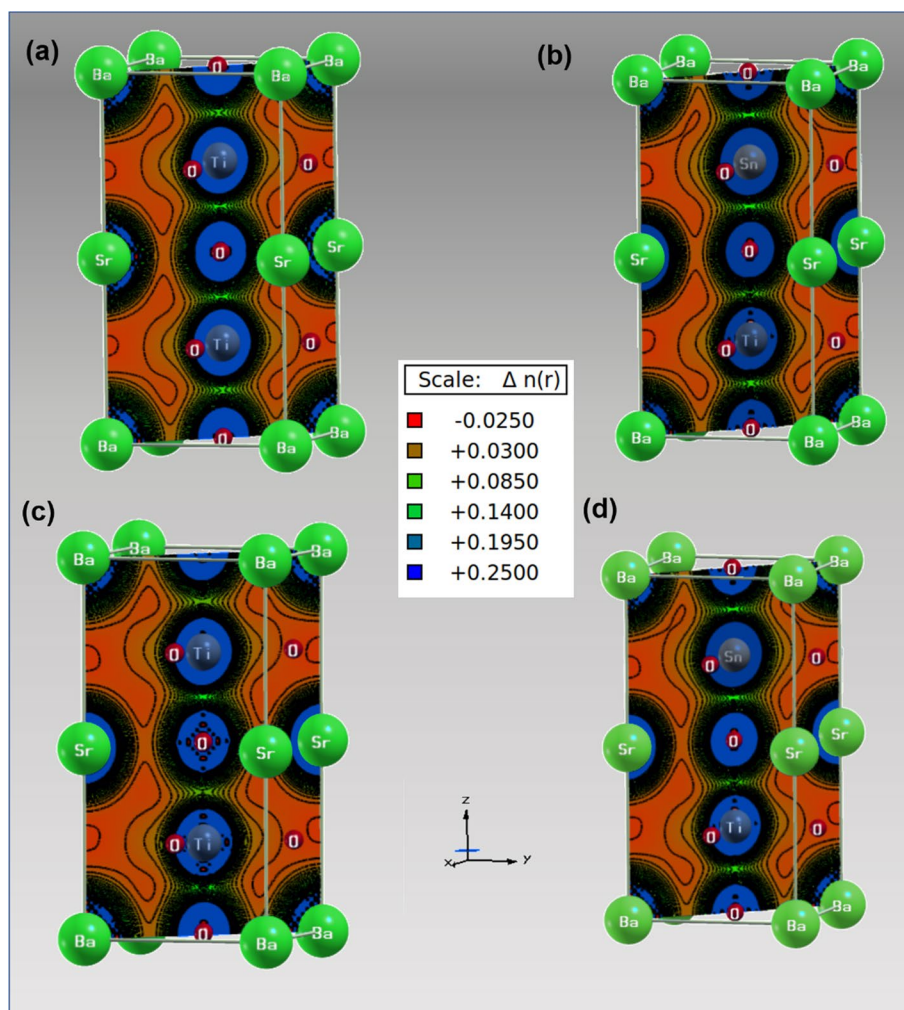 (a)
(b)
Ba Ba O Ba Ba
Ba Ba O Ba Ba
Ti O O
Sn O O
Sr O Sr Sr
Sr O Sr Sr
O Ti O
O Ti O
Ba O Ba Ba
Ba O Ba Ba
Scale: Δ n(r)
-0.0250
+0.0300
+0.0850
+0.1400
+0.1950
+0.2500
(c)
(d)
Ba Ba Ba Ba
Ba Ba O Ba Ba
O Ti O
O Sn O
Sr O Sr Sr
Sr O Sr Sr
O Ti O
O Ti O
z
x y
Ba O Ba Ba
Ba O Ba Ba